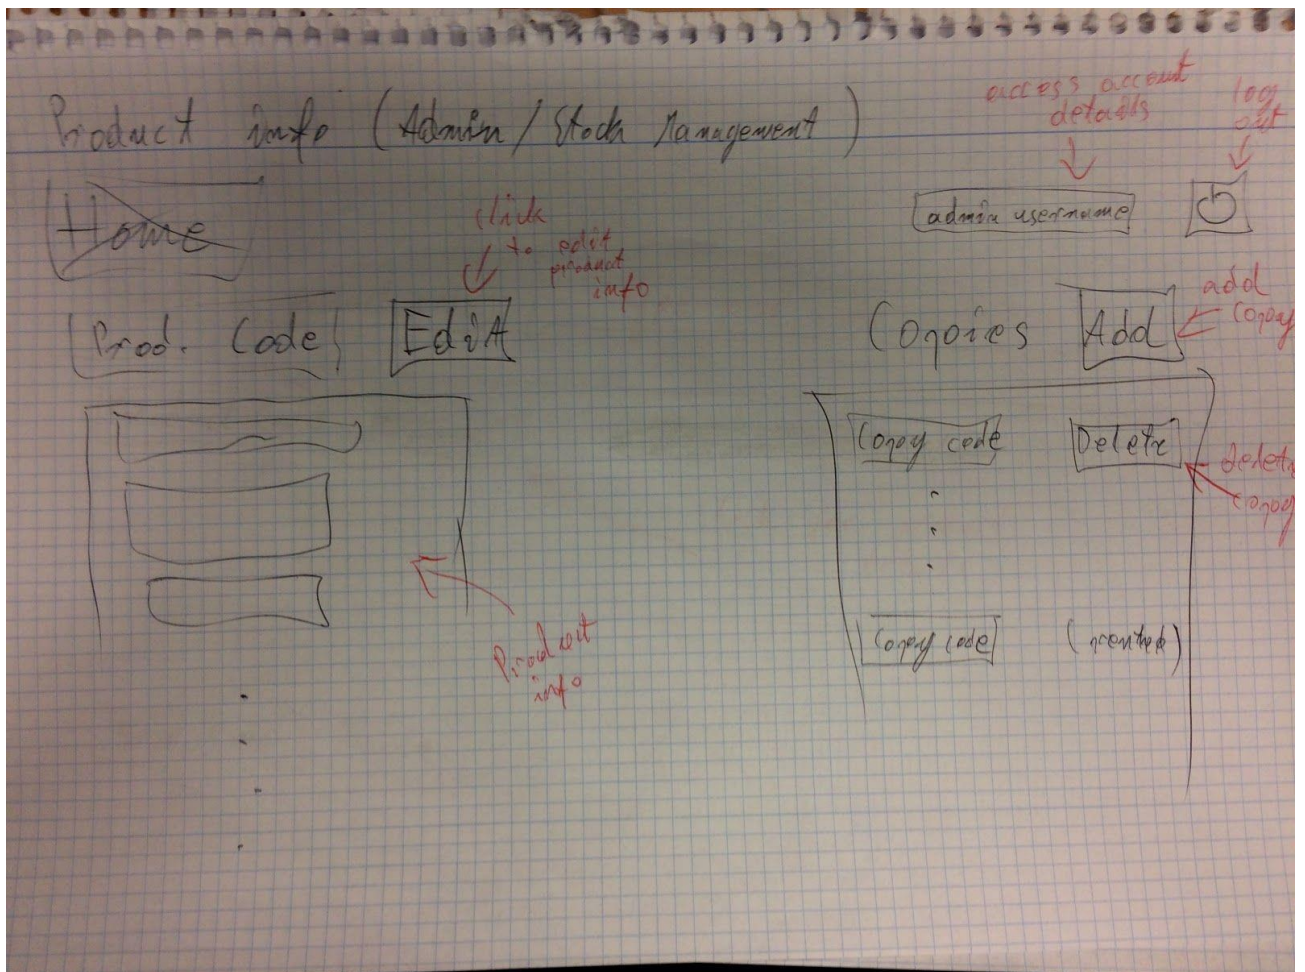 Product info (Admin / Stock Management)
access account
details
log
out
Home
admin username
click
to edit
product
info
Prod. Code
Edit
Copies
Add
add
copy
Copy code
Delete
delete
copy
Copy code
(rented)
Product
info